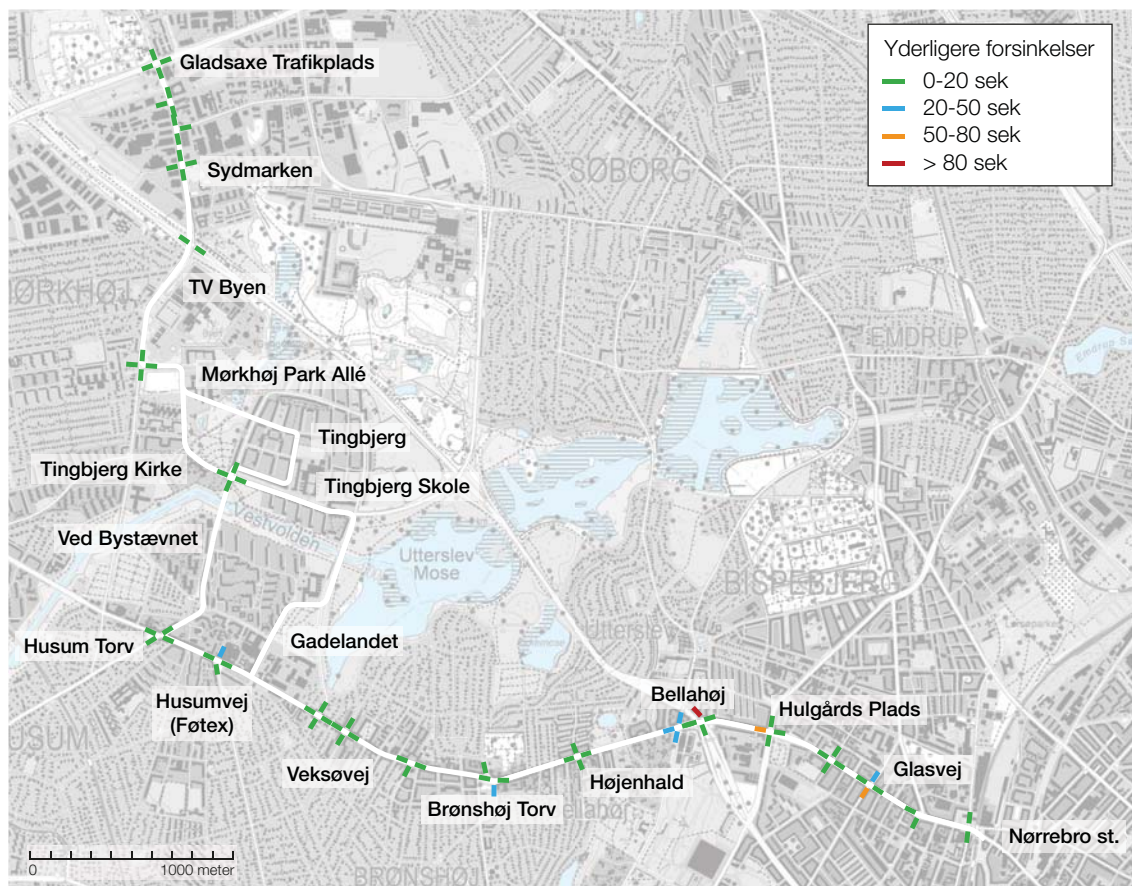 Yderligere forsinkelser
0-20 sek
20-50 sek
50-80 sek
> 80 sek
Gladsaxe Trafikplads
Sydmarken
SØBORG
TV Byen
MØRKHØJ
EMDRUP
Mørkhøj Park Allé
Tingbjerg
Tingbjerg Kirke
Tingbjerg Skole
Vestvolden
Ved Bystævnet
Utterslev
Mose
BISPEBJERG
Husum Torv
Gadelandet
Husumvej
(Føtex)
Bellahøj
Hulgårds Plads
Veksøvej
Højenhald
Glasvej
Brønshøj Torv
Nørrebro st.
0
1000 meter
BRØNSHØJ